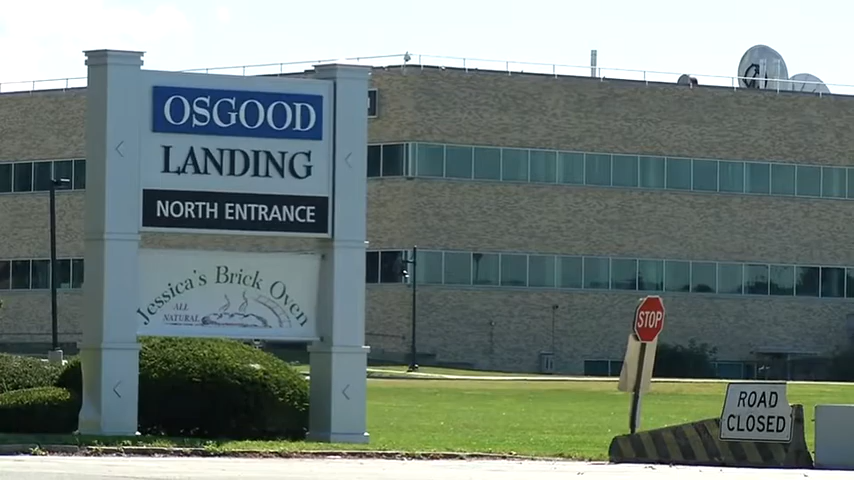 OSGOOD
LANDING
NORTH ENTRANCE
Jessica's Brick Oven
ALL
NATURAL
STOP
ROAD
CLOSED